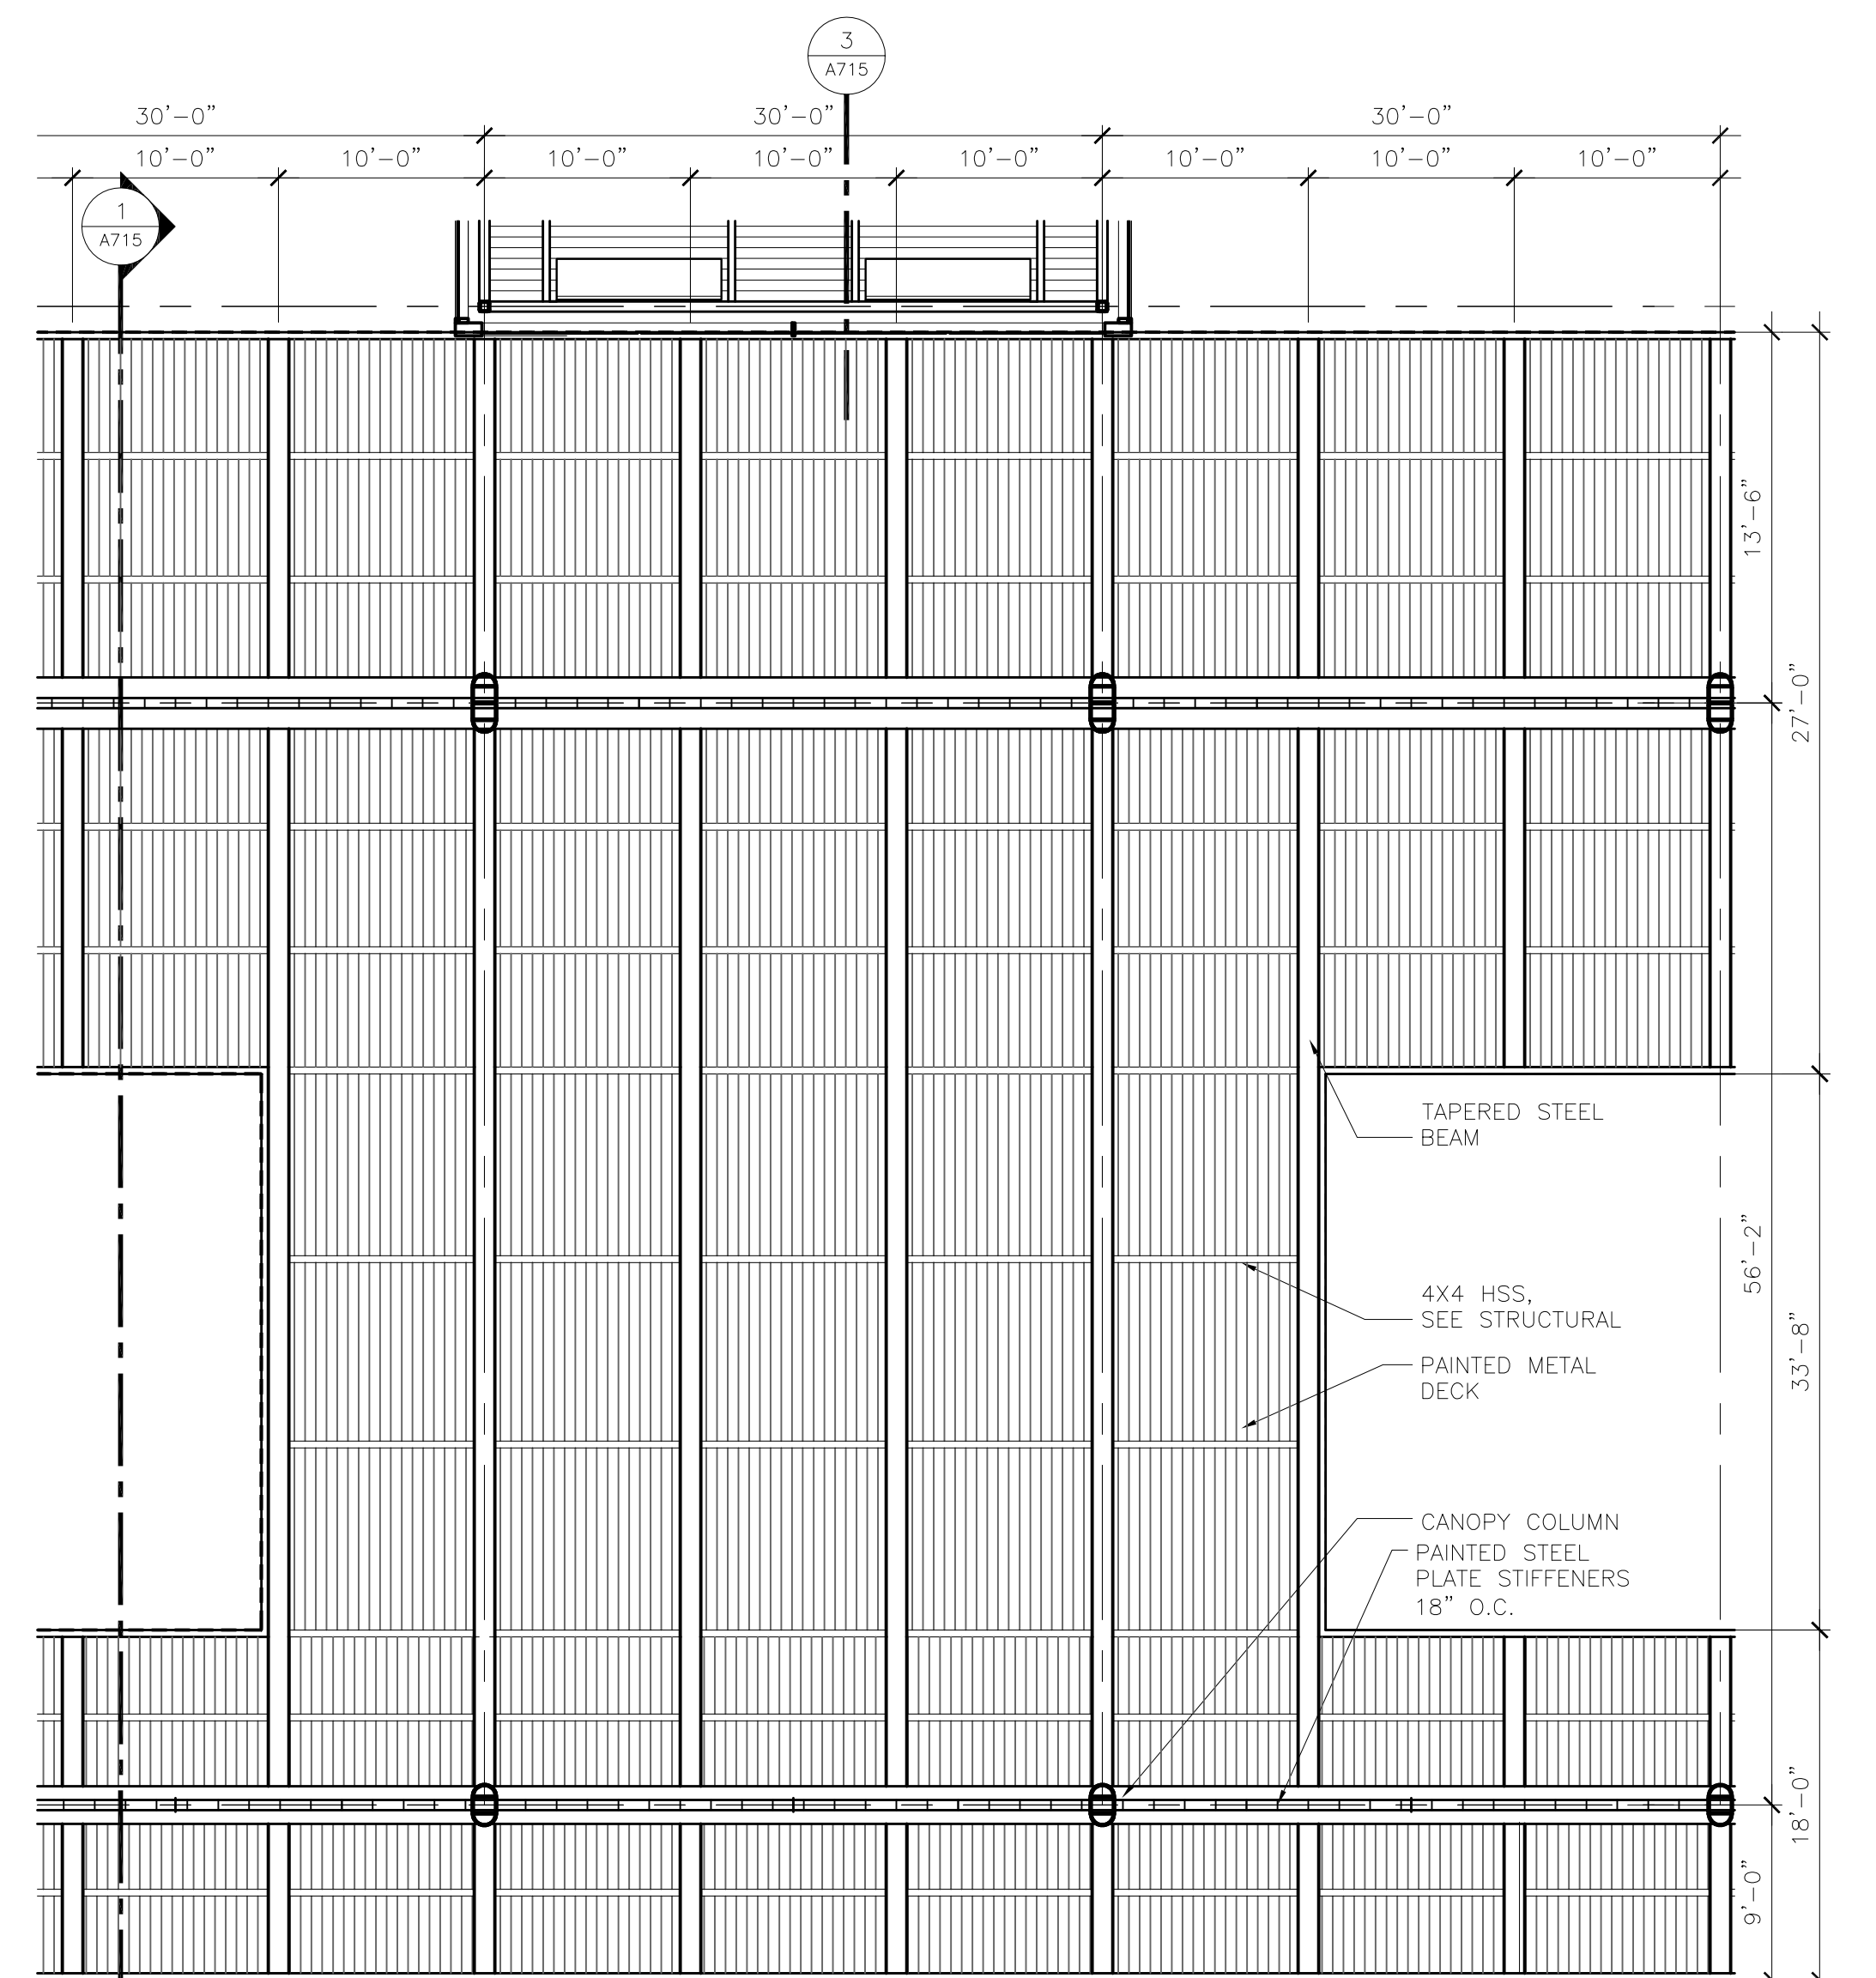 3
A715
30'-0" 30'-0" 30'-0"
10'-0" 10'-0" 10'-0" 10'-0" 10'-0" 10'-0" 10'-0" 10'-0"
1
A715
13'-6"
27'-0"
TAPERED STEEL
BEAM
56'-2"
4X4 HSS,
SEE STRUCTURAL
33'-8"
PAINTED METAL
DECK
CANOPY COLUMN
PAINTED STEEL
PLATE STIFFENERS
18" O.C.
18'-0"
9'-0"